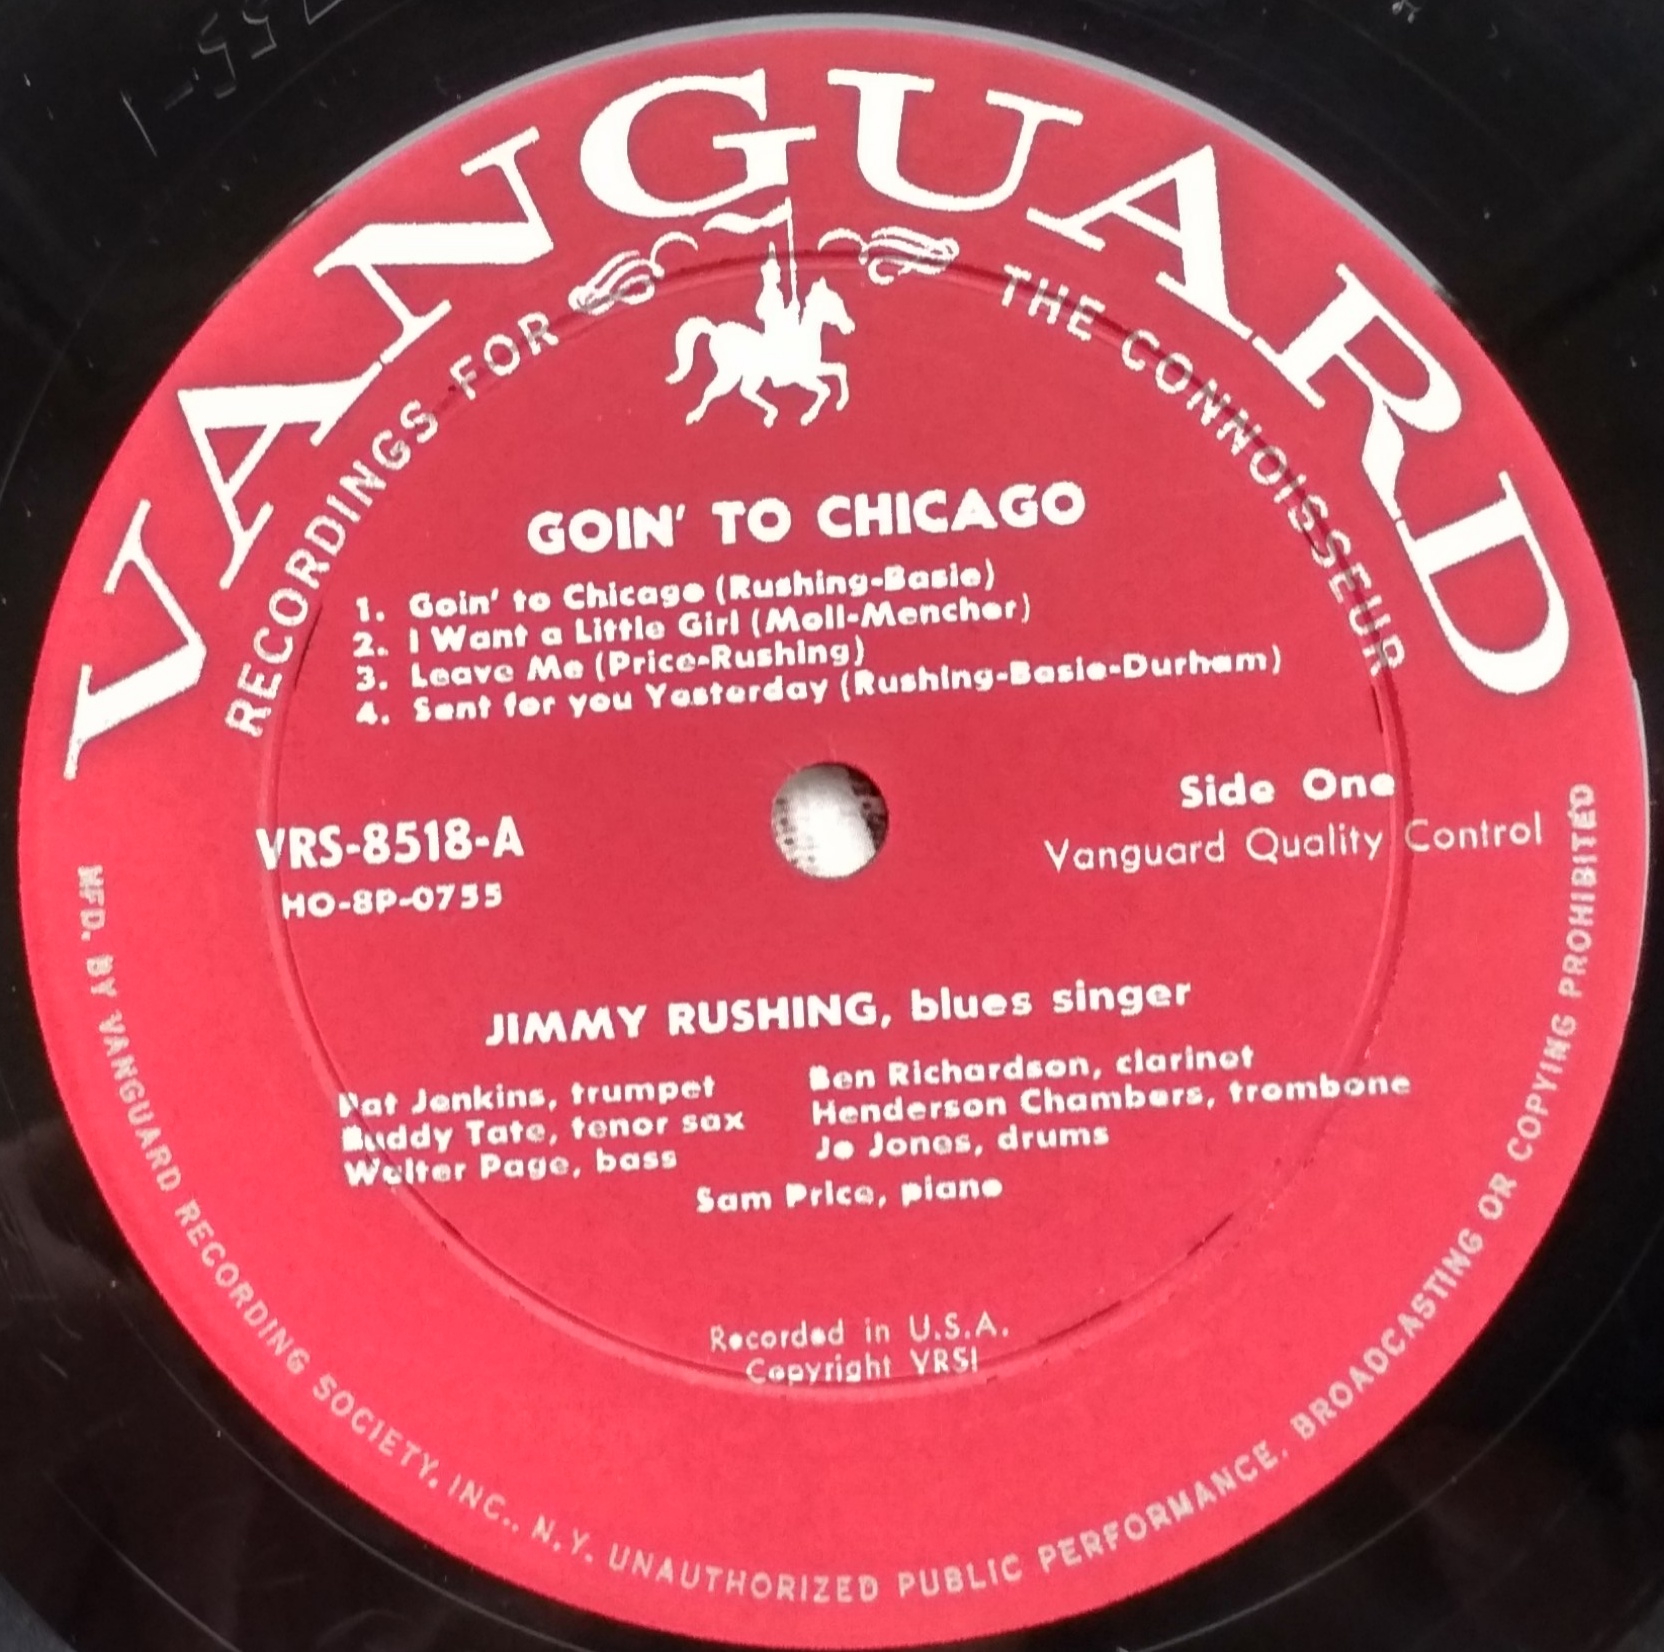 VANGUARD
RECORDINGS FOR THE CONNOISSEUR
GOIN' TO CHICAGO
1. Goin' to Chicago (Rushing-Basie)
2. I Want a Little Girl (Moll-Mencher)
3. Leave Me (Price-Rushing)
4. Sent for you Yesterday (Rushing-Basie-Durham)
Side One
VRS-8518-A
Vanguard Quality Control
HO-8P-0755
JIMMY RUSHING, blues singer
Pat Jenkins, trumpet
Buddy Tate, tenor sax
Walter Page, bass
Ben Richardson, clarinet
Henderson Chambers, trombone
Jo Jones, drums
Sam Price, piano
Recorded in U.S.A.
Copyright VRSI
MFD. BY VANGUARD RECORDING SOCIETY, INC., N.Y. UNAUTHORIZED PUBLIC PERFORMANCE, BROADCASTING OR COPYING PROHIBITED